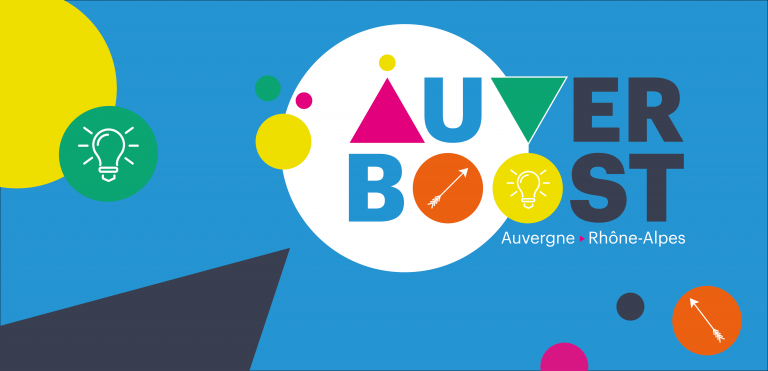 AUVER
BOOST
Auvergne ▸ Rhône-Alpes